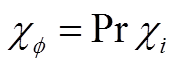 χ_ϕ = Pr χ_i